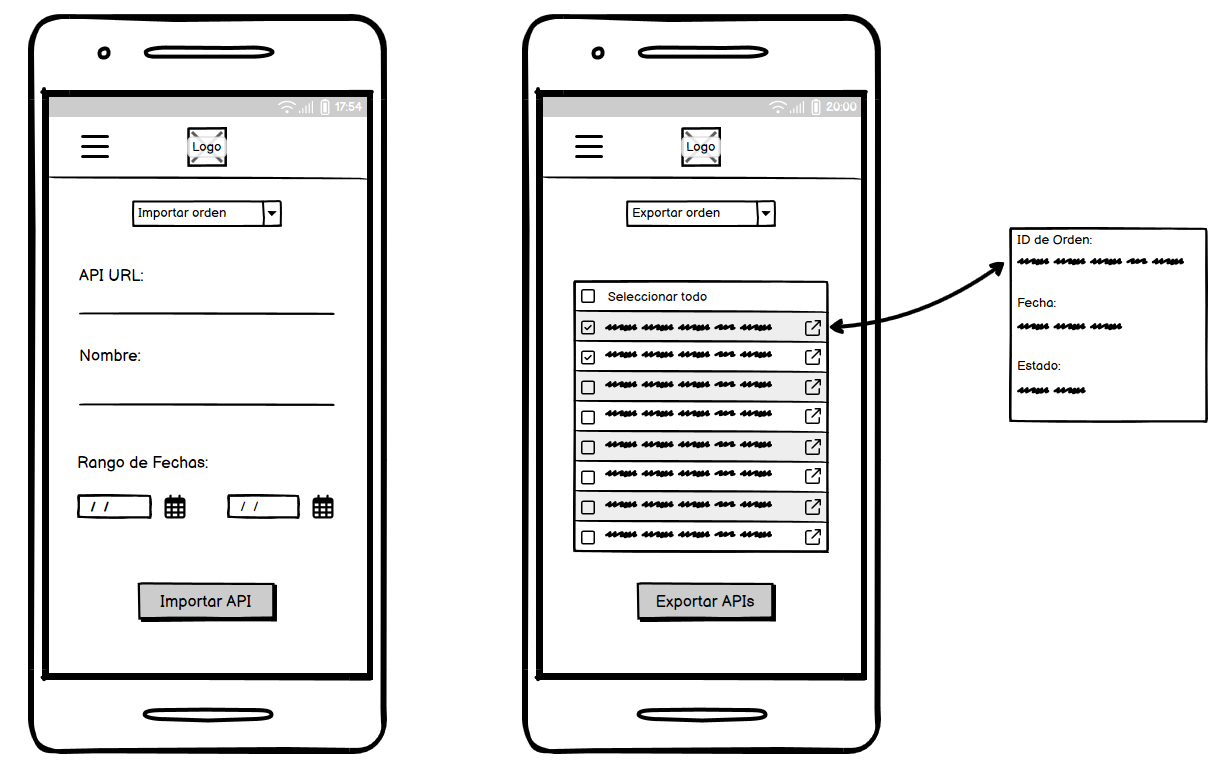 17:54
Logo
Importar orden
API URL:
Nombre:
Rango de Fechas:
/ /
/ /
Importar API
20:00
Logo
Exportar orden
Seleccionar todo
Exportar APIs
ID de Orden:
Fecha:
Estado: